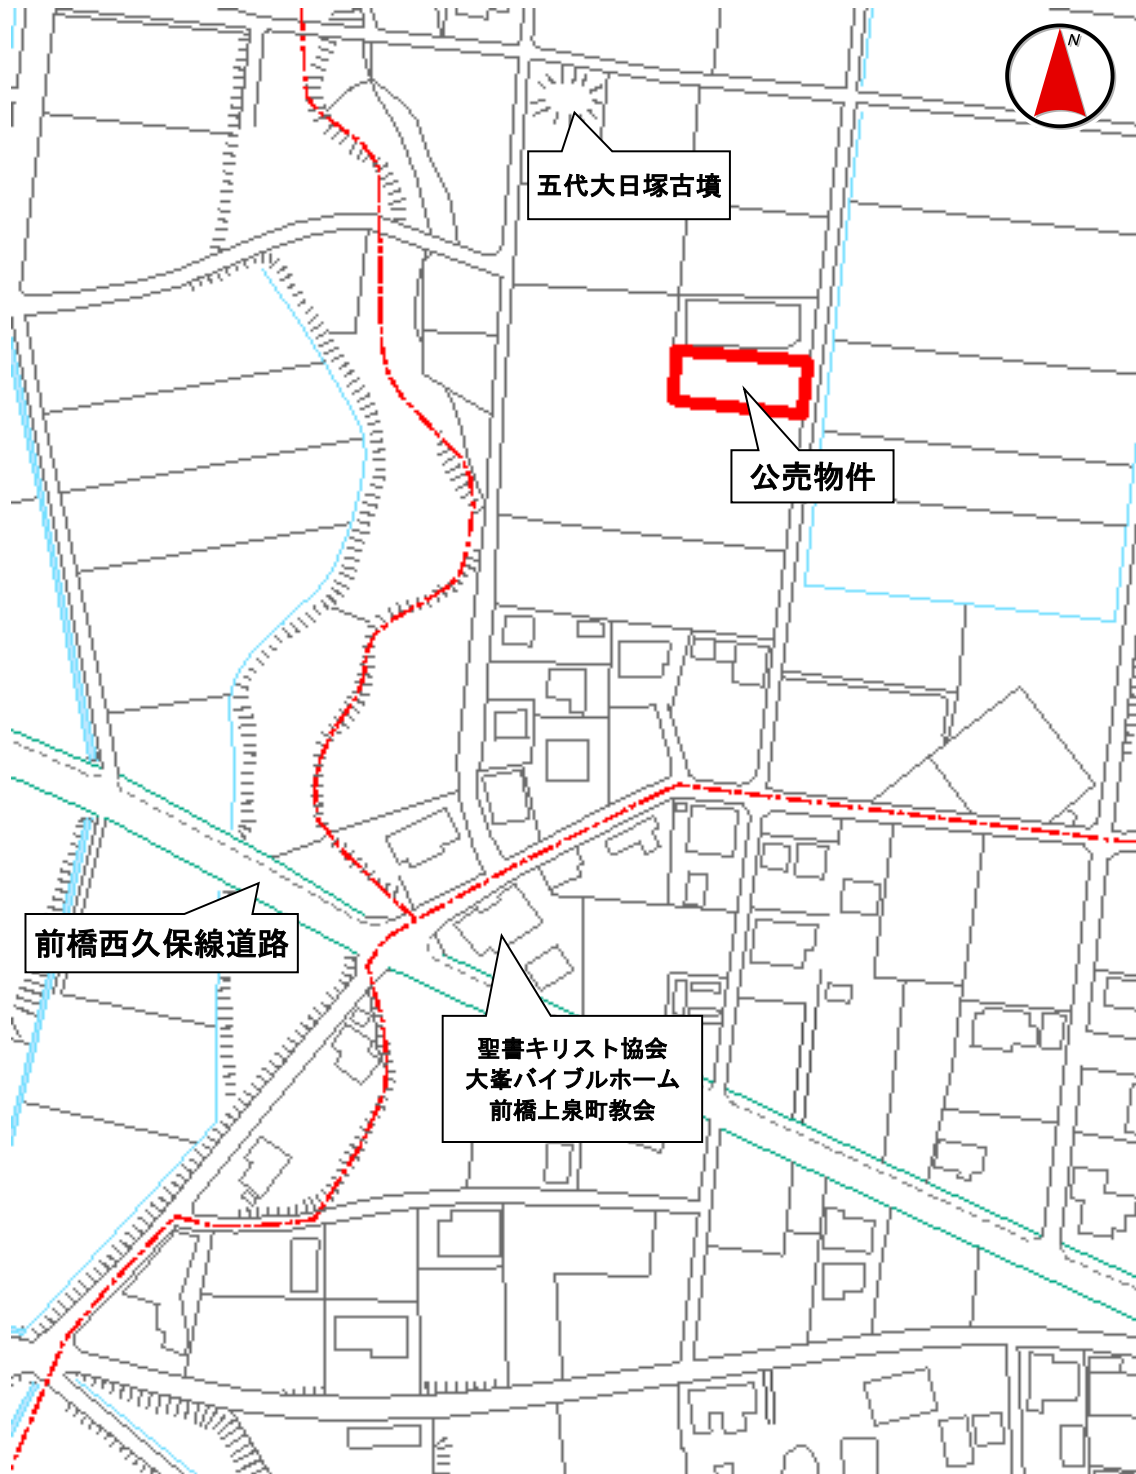 N
五代大日塚古墳
公売物件
前橋西久保線道路
聖書キリスト協会
大峯バイブルホーム
前橋上泉町教会